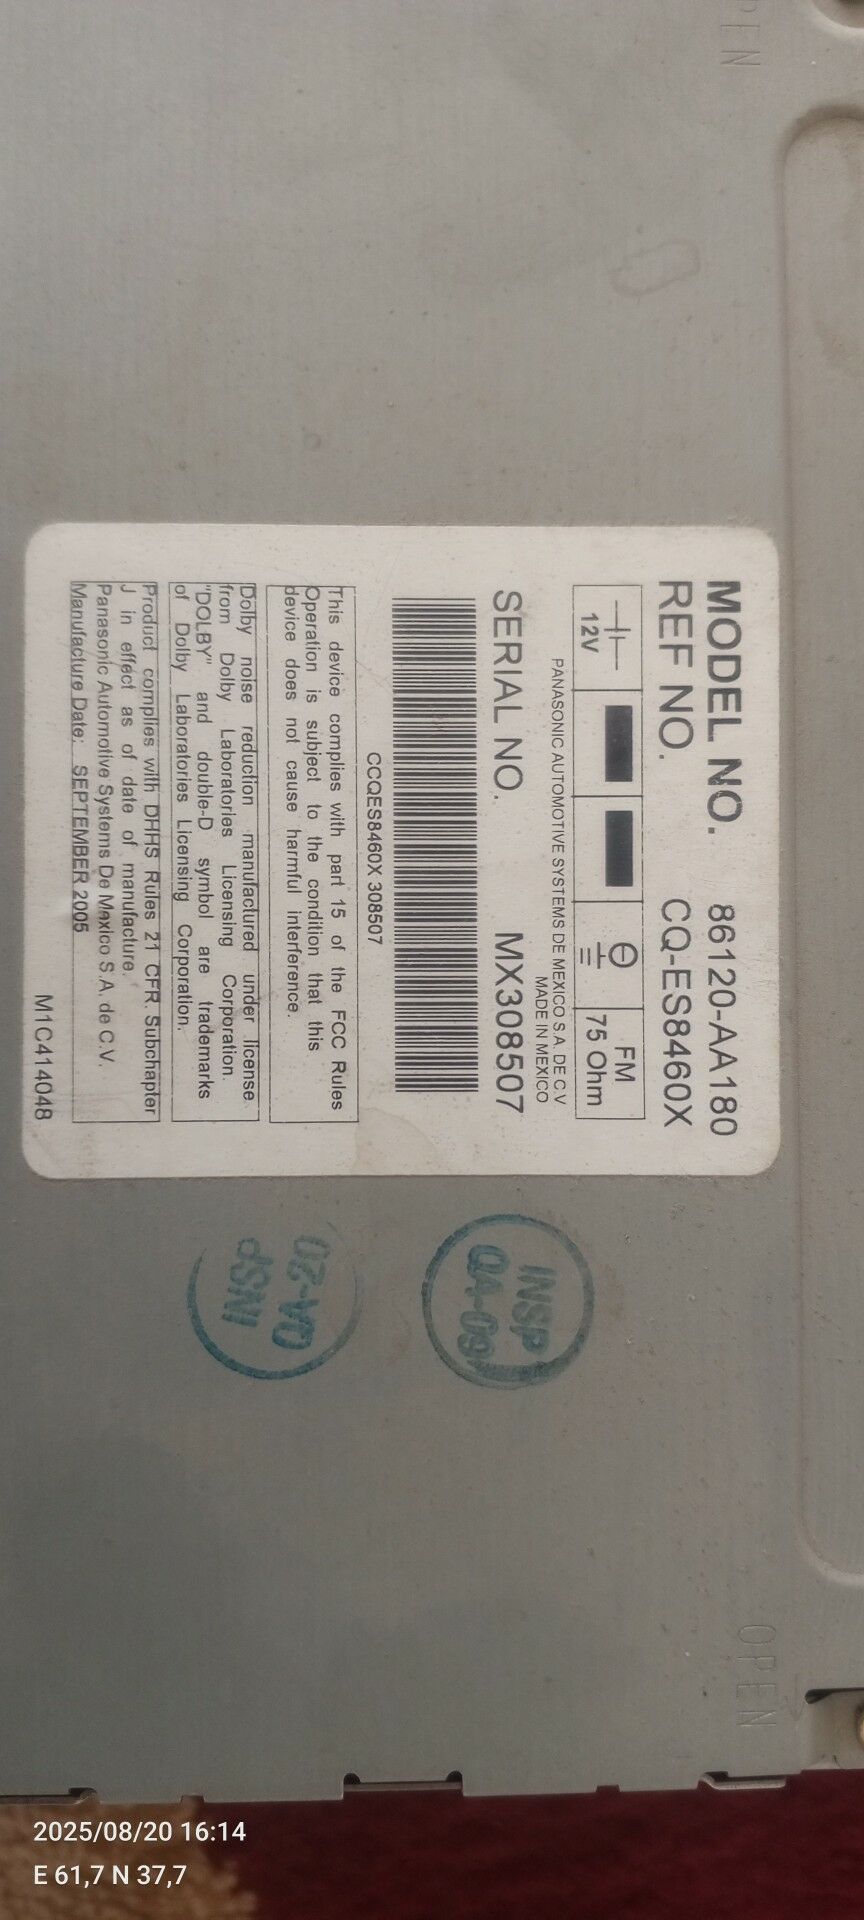 MODEL NO. 86120-AA180
REF NO. CQ-ES8460X
12V
FM
75 Ohm
PANASONIC AUTOMOTIVE SYSTEMS DE MEXICO S.A. DE C.V
MADE IN MEXICO
SERIAL NO. MX308507
CCQES8460X 308507
This device complies with part 15 of the FCC Rules
Operation is subject to the condition that this
device does not cause harmful interference.
Dolby noise reduction manufactured under license
from Dolby Laboratories Licensing Corporation.
"DOLBY" and double-D symbol are trademarks
of Dolby Laboratories Licensing Corporation.
Product complies with DHHS Rules 21 CFR. Subchapter
J in effect as of date of manufacture.
Panasonic Automotive Systems De Mexico S.A. de C.V.
Manufacture Date: SEPTEMBER 2005
M1C414048
INSP
QA-09
INSP
QA-20
OPEN
OPEN
2025/08/20 16:14
E 61,7 N 37,7